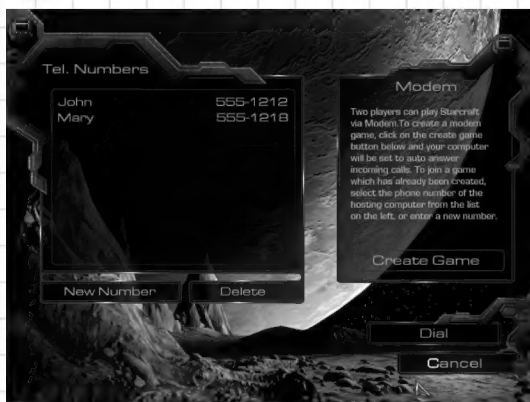 Tel. Numbers
John 555-1212
Mary 555-1218
New Number
Delete
Modem
Two players can play Starcraft
via Modem.To create a modem
game, click on the create game
button below and your computer
will be set to auto answer
incoming calls. To join a game
which has already been created,
select the phone number of the
hosting computer from the list
on the left, or enter a new number.
Create Game
Dial
Cancel